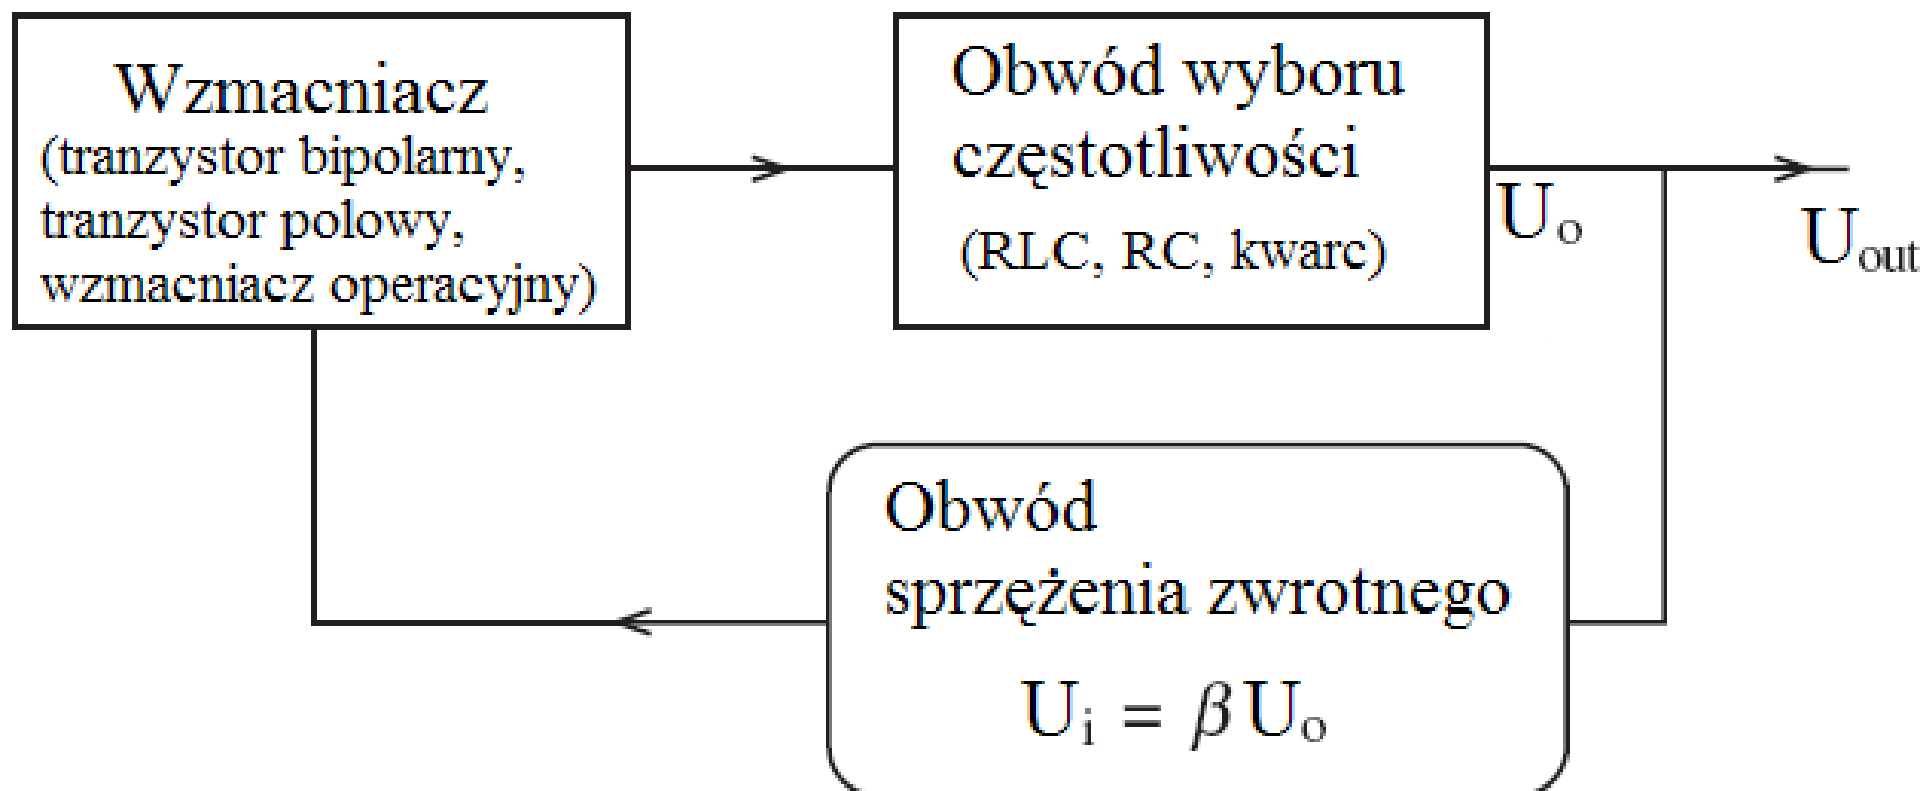 Wzmacniacz
(tranzystor bipolarny,
tranzystor polowy,
wzmacniacz operacyjny)
Obwód wyboru
częstotliwości
(RLC, RC, kwarc)
Uo
Uout
Obwód
sprzężenia zwrotnego
Ui = βUo